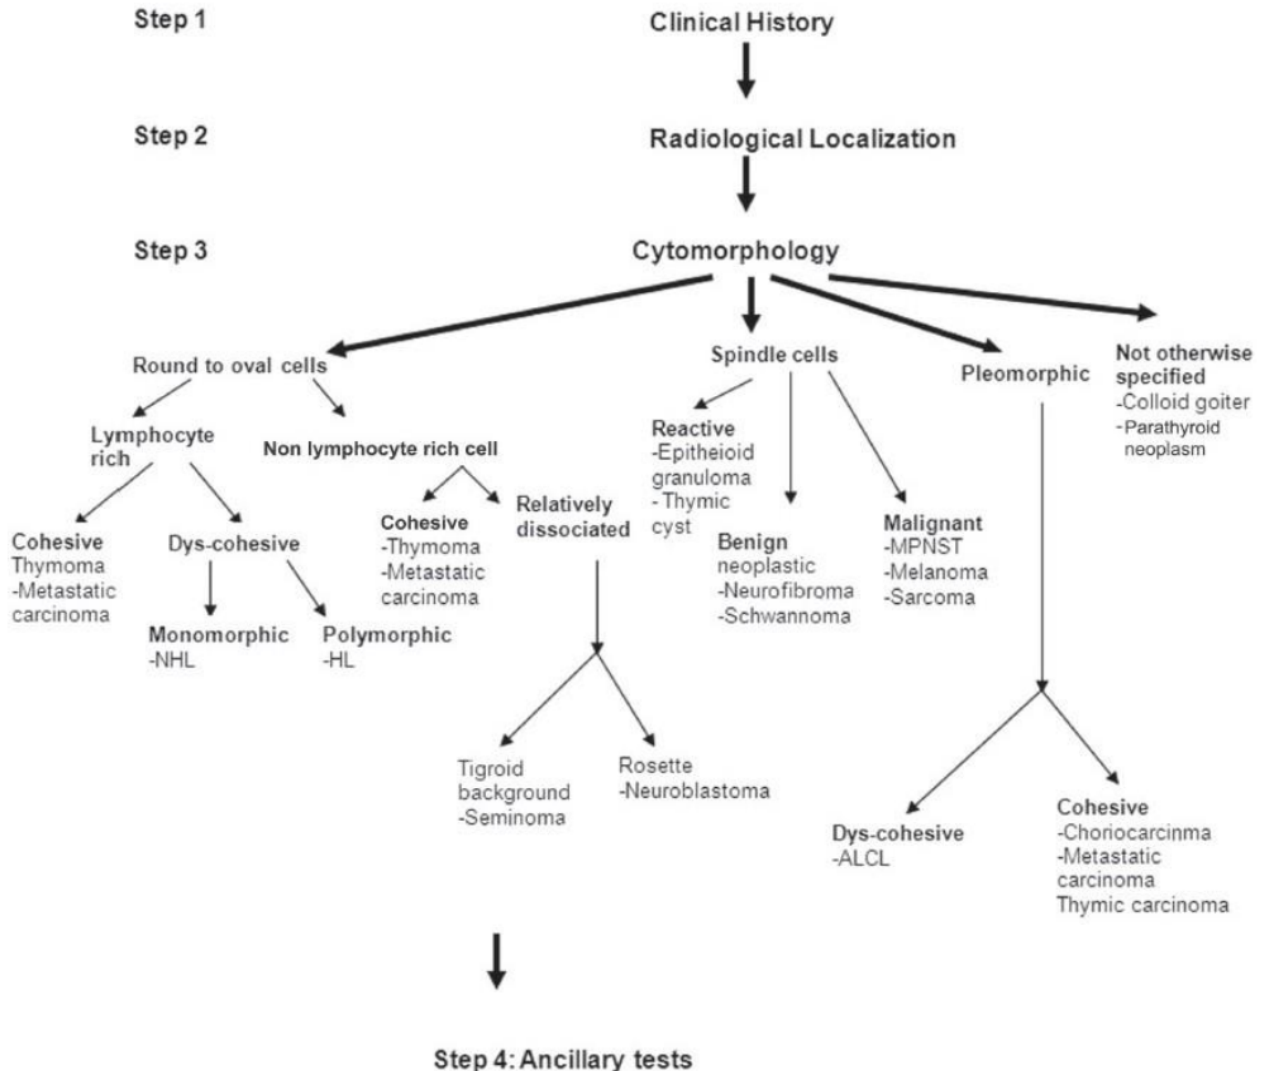 Step 1
Clinical History
Step 2
Radiological Localization
Step 3
Cytomorphology
Round to oval cells
Spindle cells
Pleomorphic
Not otherwise
specified
-Colloid goiter
-Parathyroid
neoplasm
Lymphocyte
rich
Non lymphocyte rich cell
Reactive
-Epitheioid
granuloma
- Thymic
cyst
Cohesive
Thymoma
-Metastatic
carcinoma
Dys-cohesive
Cohesive
-Thymoma
-Metastatic
carcinoma
Relatively
dissociated
Benign
neoplastic
-Neurofibroma
-Schwannoma
Malignant
-MPNST
-Melanoma
-Sarcoma
Monomorphic
-NHL
Polymorphic
-HL
Tigroid
background
-Seminoma
Rosette
-Neuroblastoma
Dys-cohesive
-ALCL
Cohesive
-Choriocarcinma
-Metastatic
carcinoma
Thymic carcinoma
Step 4: Ancillary tests